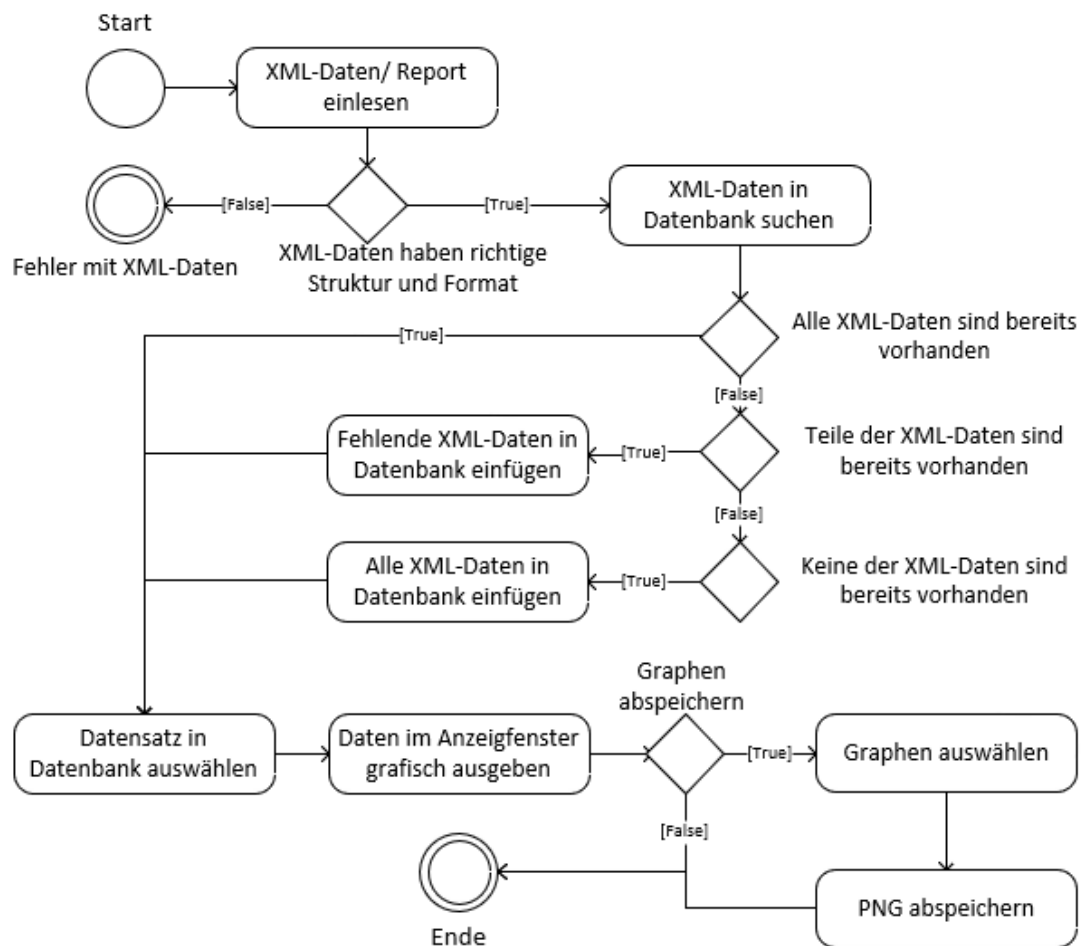 Start
XML-Daten/ Report
einlesen
[False]
[True]
XML-Daten in
Datenbank suchen
Fehler mit XML-Daten
XML-Daten haben richtige
Struktur und Format
[True]
Alle XML-Daten sind bereits
vorhanden
[False]
Fehlende XML-Daten in
Datenbank einfügen
[True]
Teile der XML-Daten sind
bereits vorhanden
[False]
Alle XML-Daten in
Datenbank einfügen
[True]
Keine der XML-Daten sind
bereits vorhanden
Graphen
abspeichern
Datensatz in
Datenbank auswählen
Daten im Anzeigfenster
grafisch ausgeben
[True]
Graphen auswählen
[False]
PNG abspeichern
Ende